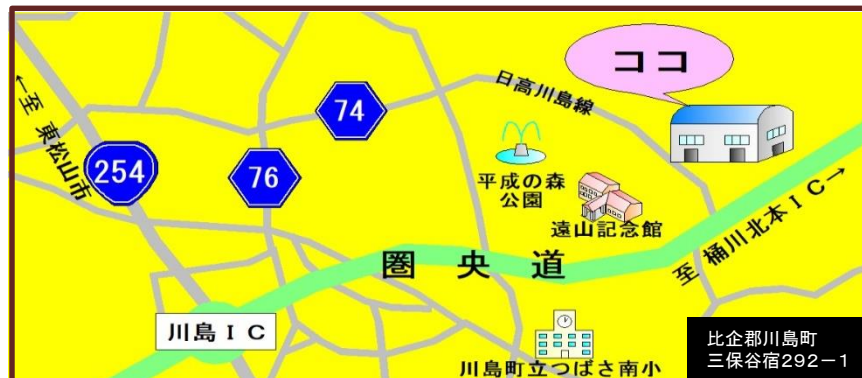 ココ
日高川島線
←至 東松山市
74
254
76
平成の森
公園
遠山記念館
圏央道
至 桶川北本IC→
川島IC
川島町立つばさ南小
比企郡川島町
三保谷宿292-1